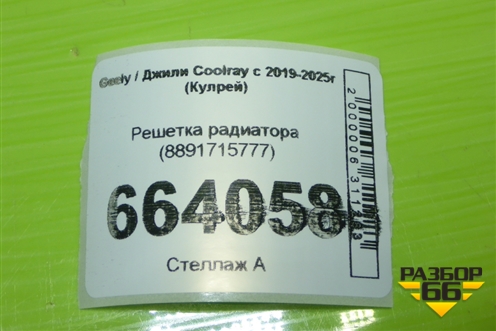 Geely / Джили Coolray с 2019-2025г
(Кулрей)
Решетка радиатора
(8891715777)
664058
Стеллаж А
РАЗБОР
66